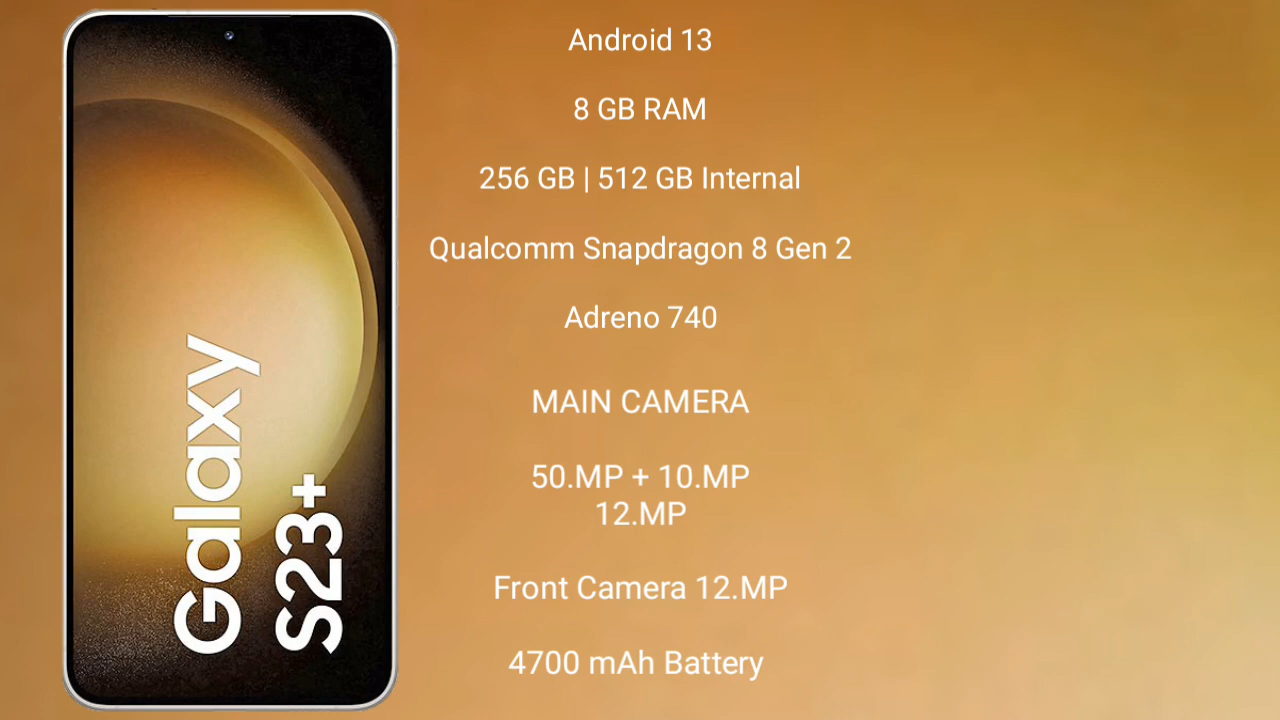 Galaxy
S23+
Android 13
8 GB RAM
256 GB | 512 GB Internal
Qualcomm Snapdragon 8 Gen 2
Adreno 740
MAIN CAMERA
50.MP + 10.MP
12.MP
Front Camera 12.MP
4700 mAh Battery